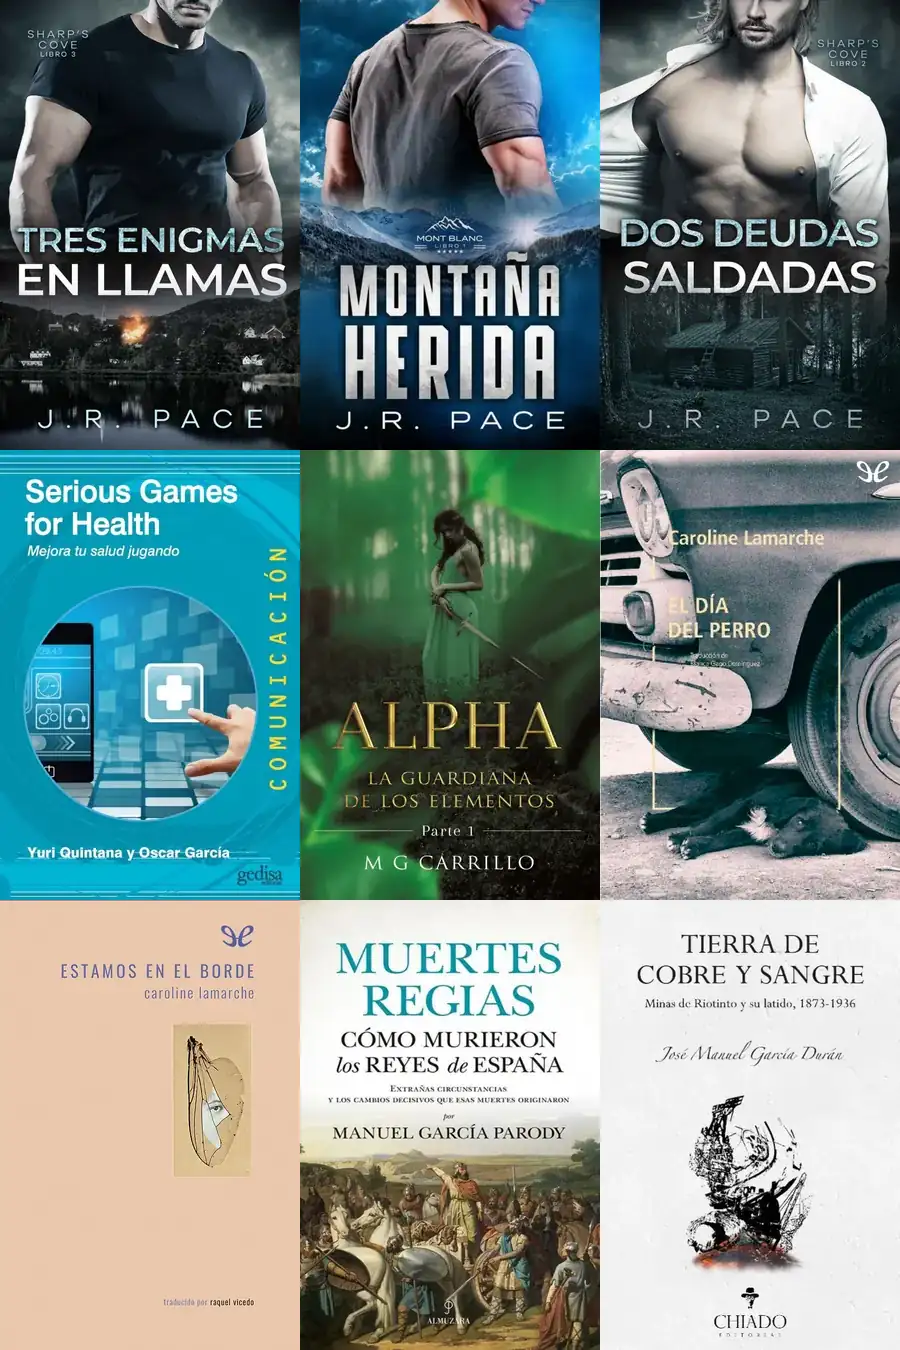 SHARP'S
COVE
LIBRO 3
TRES ENIGMAS
EN LLAMAS
J.R. PACE
MONT BLANC
LIBRO 1
MONTAÑA
HERIDA
J.R. PACE
SHARP'S
COVE
LIBRO 2
DOS DEUDAS
SALDADAS
J.R. PACE
Serious Games
for Health
Mejora tu salud jugando
COMUNICACIÓN
Yuri Quintana y Oscar García
gedisa
editorial
ALPHA
LA GUARDIANA
DE LOS ELEMENTOS
Parte 1
M G CARRILLO
Caroline Lamarche
EL DÍA
DEL PERRO
Traducción de
ESTAMOS EN EL BORDE
caroline lamarche
traducido por raquel vicedo
MUERTES
REGIAS
CÓMO MURIERON
los REYES de ESPAÑA
EXTRAÑAS CIRCUNSTANCIAS
Y LOS CAMBIOS DECISIVOS QUE ESAS MUERTES ORIGINARON
por
MANUEL GARCÍA PARODY
ALMUZARA
TIERRA DE
COBRE Y SANGRE
Minas de Riotinto y su latido, 1873-1936
José Manuel García Durán
CHIADO
EDITORIAL